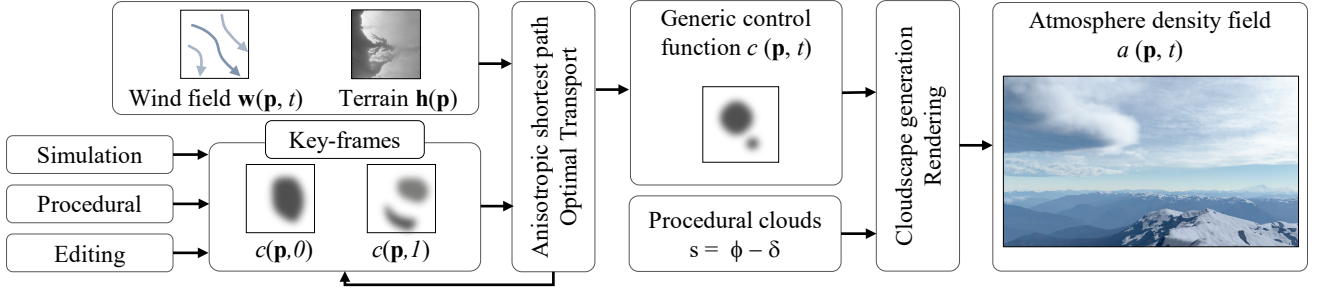 Wind field w(p, t)
Terrain h(p)
Simulation
Procedural
Editing
Key-frames
c(p,0)
c(p,1)
Anisotropic shortest path
Optimal Transport
Generic control
function c (p, t)
Procedural clouds
s = ϕ – δ
Cloudscape generation
Rendering
Atmosphere density field
a (p, t)